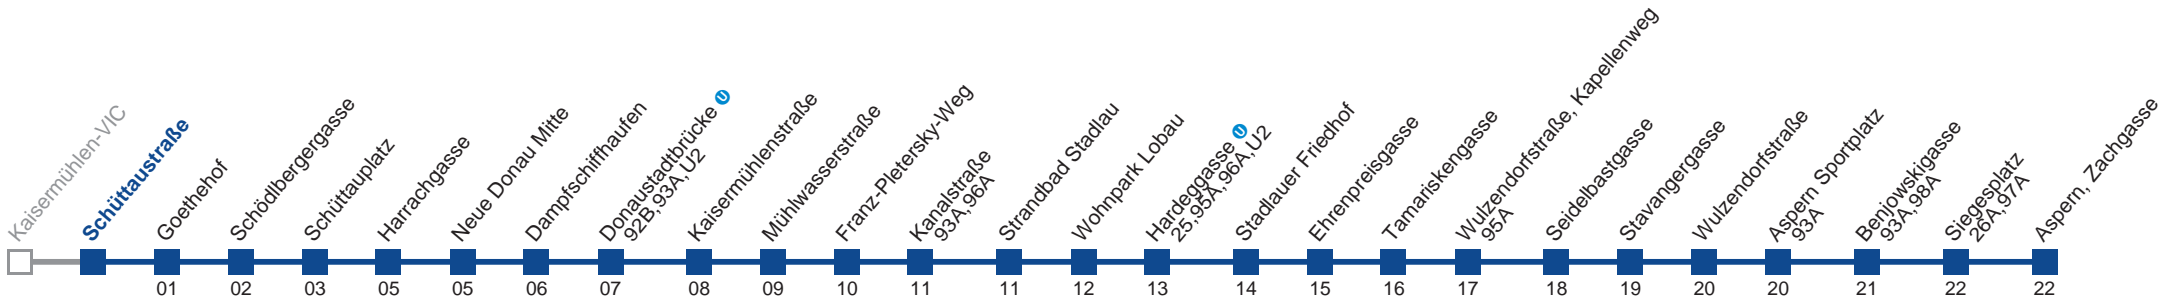 Kaisermühlen-VIC
Schüttaustraße
Goethehof
Schödlbergergasse
Schüttauplatz
Harrachgasse
Neue Donau Mitte
Dampfschiffhaufen
Donaustadtbrücke U
92B,93A,U2
Kaisermühlenstraße
Mühlwasserstraße
Franz-Pletersky-Weg
Kanalstraße
93A,96A
Strandbad Stadlau
Wohnpark Lobau
Hardeggasse U
25,95A,96A,U2
Stadlauer Friedhof
Ehrenpreisgasse
Tamariskengasse
Wulzendofstraße, Kapellenweg
95A
Seidelbastgasse
Stavangergasse
Wulzendorfstraße
Aspern Sportplatz
93A
Benjowskigasse
93A,98A
Siegesplatz
26A,97A
Aspern, Zachgasse
01 02 03 05 05 06 07 08 09 10 11 11 12 13 14 15 16 17 18 19 20 20 21 22 22